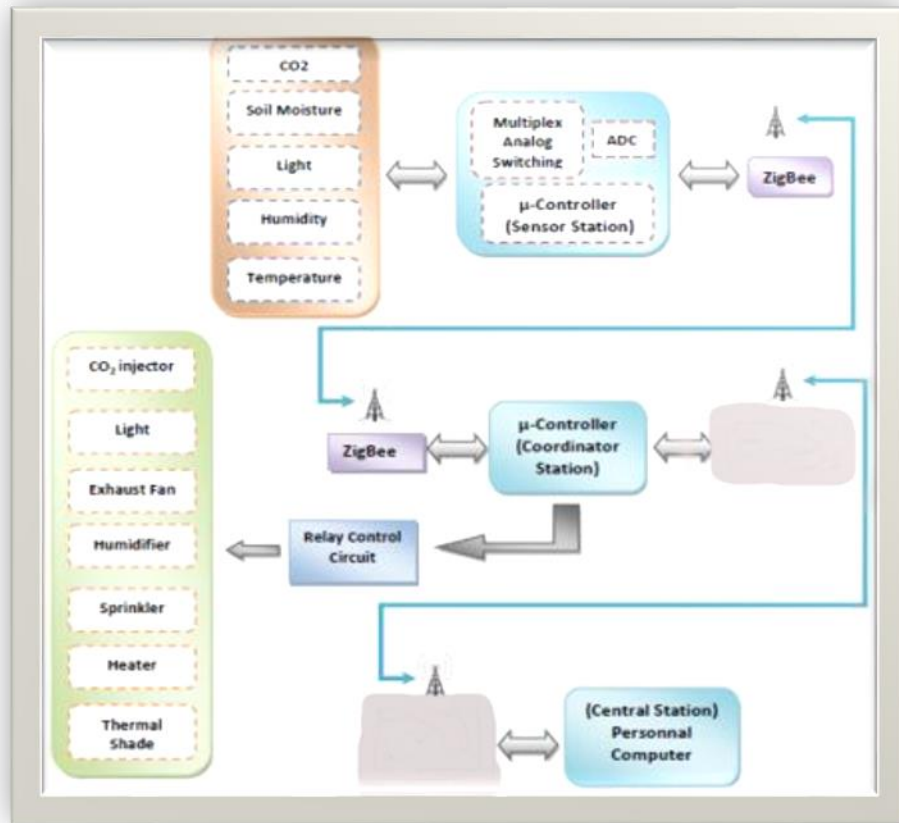 CO2
Soil Moisture
Light
Humidity
Temperature
Multiplex
Analog
Switching
ADC
µ-Controller
(Sensor Station)
ZigBee
CO₂ injector
Light
Exhaust Fan
Humidifier
Sprinkler
Heater
Thermal
Shade
ZigBee
µ-Controller
(Coordinator
Station)
Relay Control
Circuit
(Central Station)
Personnal
Computer